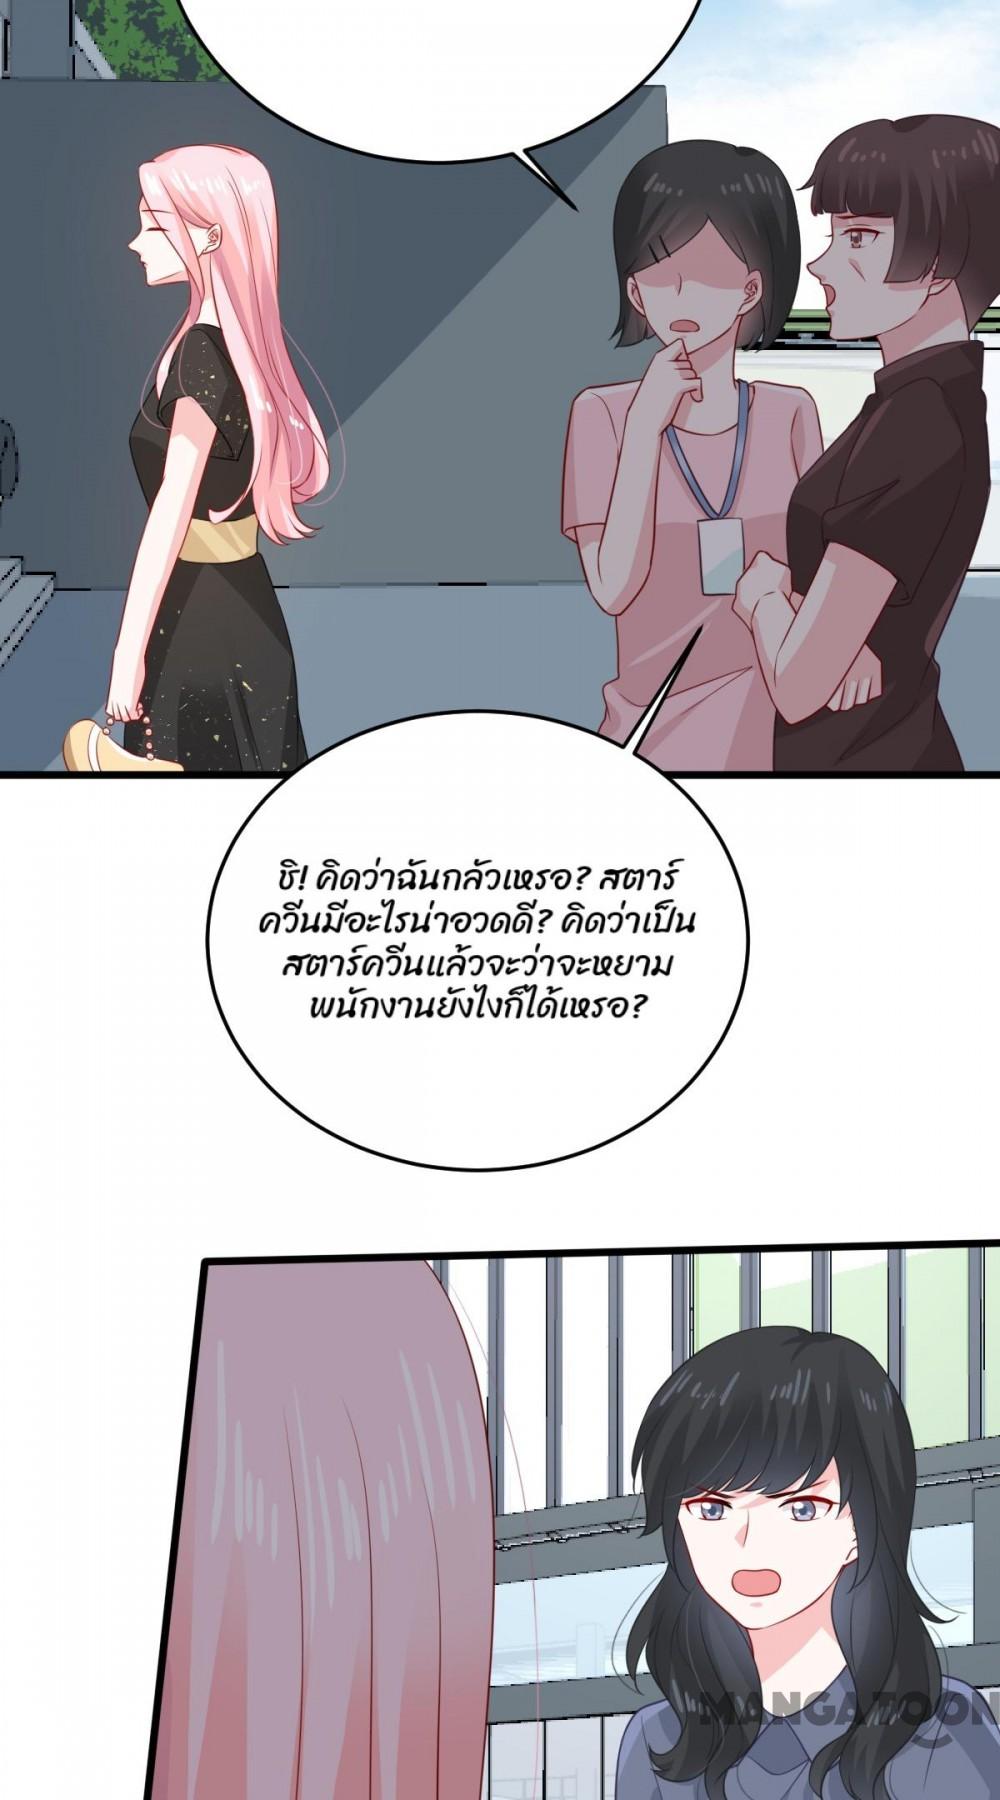 ชิ! คิดว่าฉันกลัวเหรอ? สตาร์
ควีนมีอะไรน่าอวดดี? คิดว่าเป็น
สตาร์ควีนแล้วจะว่าจะหยาม
พนักงานยังไงก็ได้เหรอ?
MANGATOON